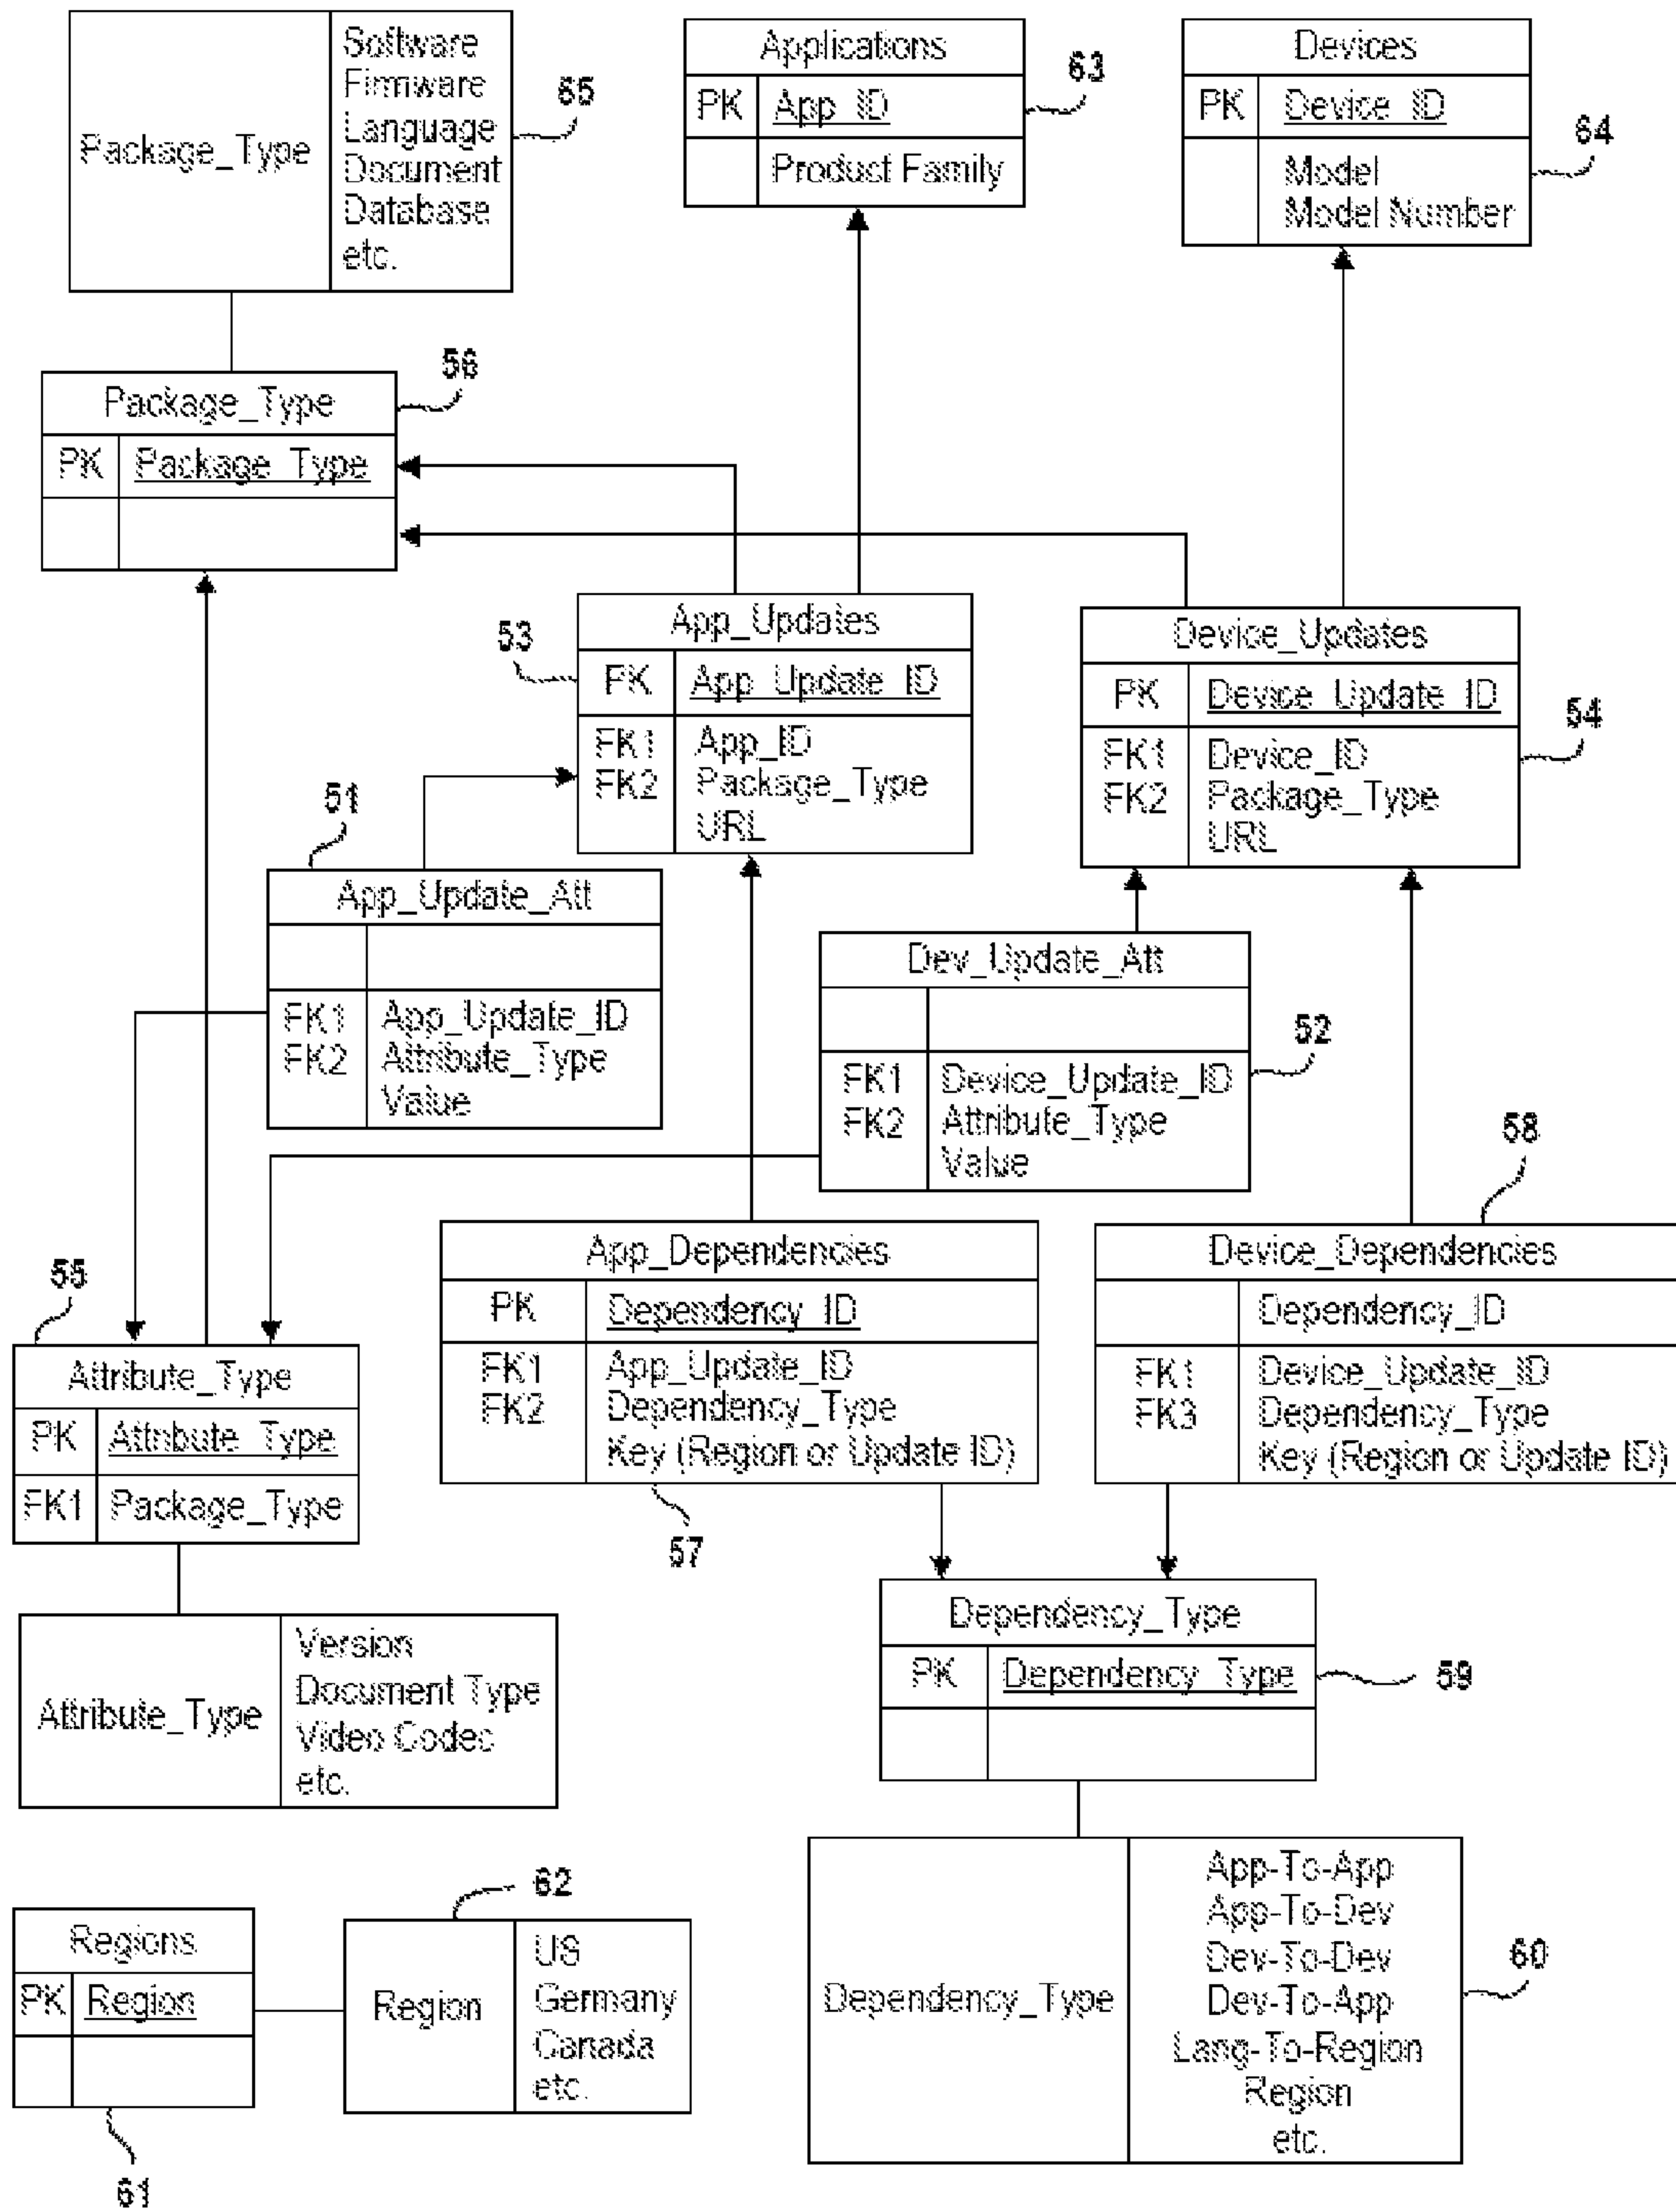 Package_Type
Software
Firmware
Language
Document
Database
etc.
65
Applications
PK App_ID
Product Family
63
Devices
PK Device_ID
Model
Model Number
64
56
Package_Type
PK Package_Type
53
App_Updates
PK App_Update_ID
FK1 App_ID
FK2 Package_Type
URL
Device_Updates
PK Device_Update_ID
FK1 Device_ID
FK2 Package_Type
URL
54
51
App_Update_Att
FK1 App_Update_ID
FK2 Attribute_Type
Value
Dev_Update_Att
FK1 Device_Update_ID
FK2 Attribute_Type
Value
52
58
App_Dependencies
PK Dependency_ID
FK1 App_Update_ID
FK2 Dependency_Type
Key (Region or Update ID)
57
Device_Dependencies
Dependency_ID
FK1 Device_Update_ID
FK3 Dependency_Type
Key (Region or Update ID)
55
Attribute_Type
PK Attribute_Type
FK1 Package_Type
Attribute_Type
Version
Document Type
Video Codec
etc.
Dependency_Type
PK Dependency_Type
59
Dependency_Type
App-To-App
App-To-Dev
Dev-To-Dev
Dev-To-App
Lang-To-Region
Region
etc.
60
Regions
PK Region
61
62
Region
US
Germany
Canada
etc.